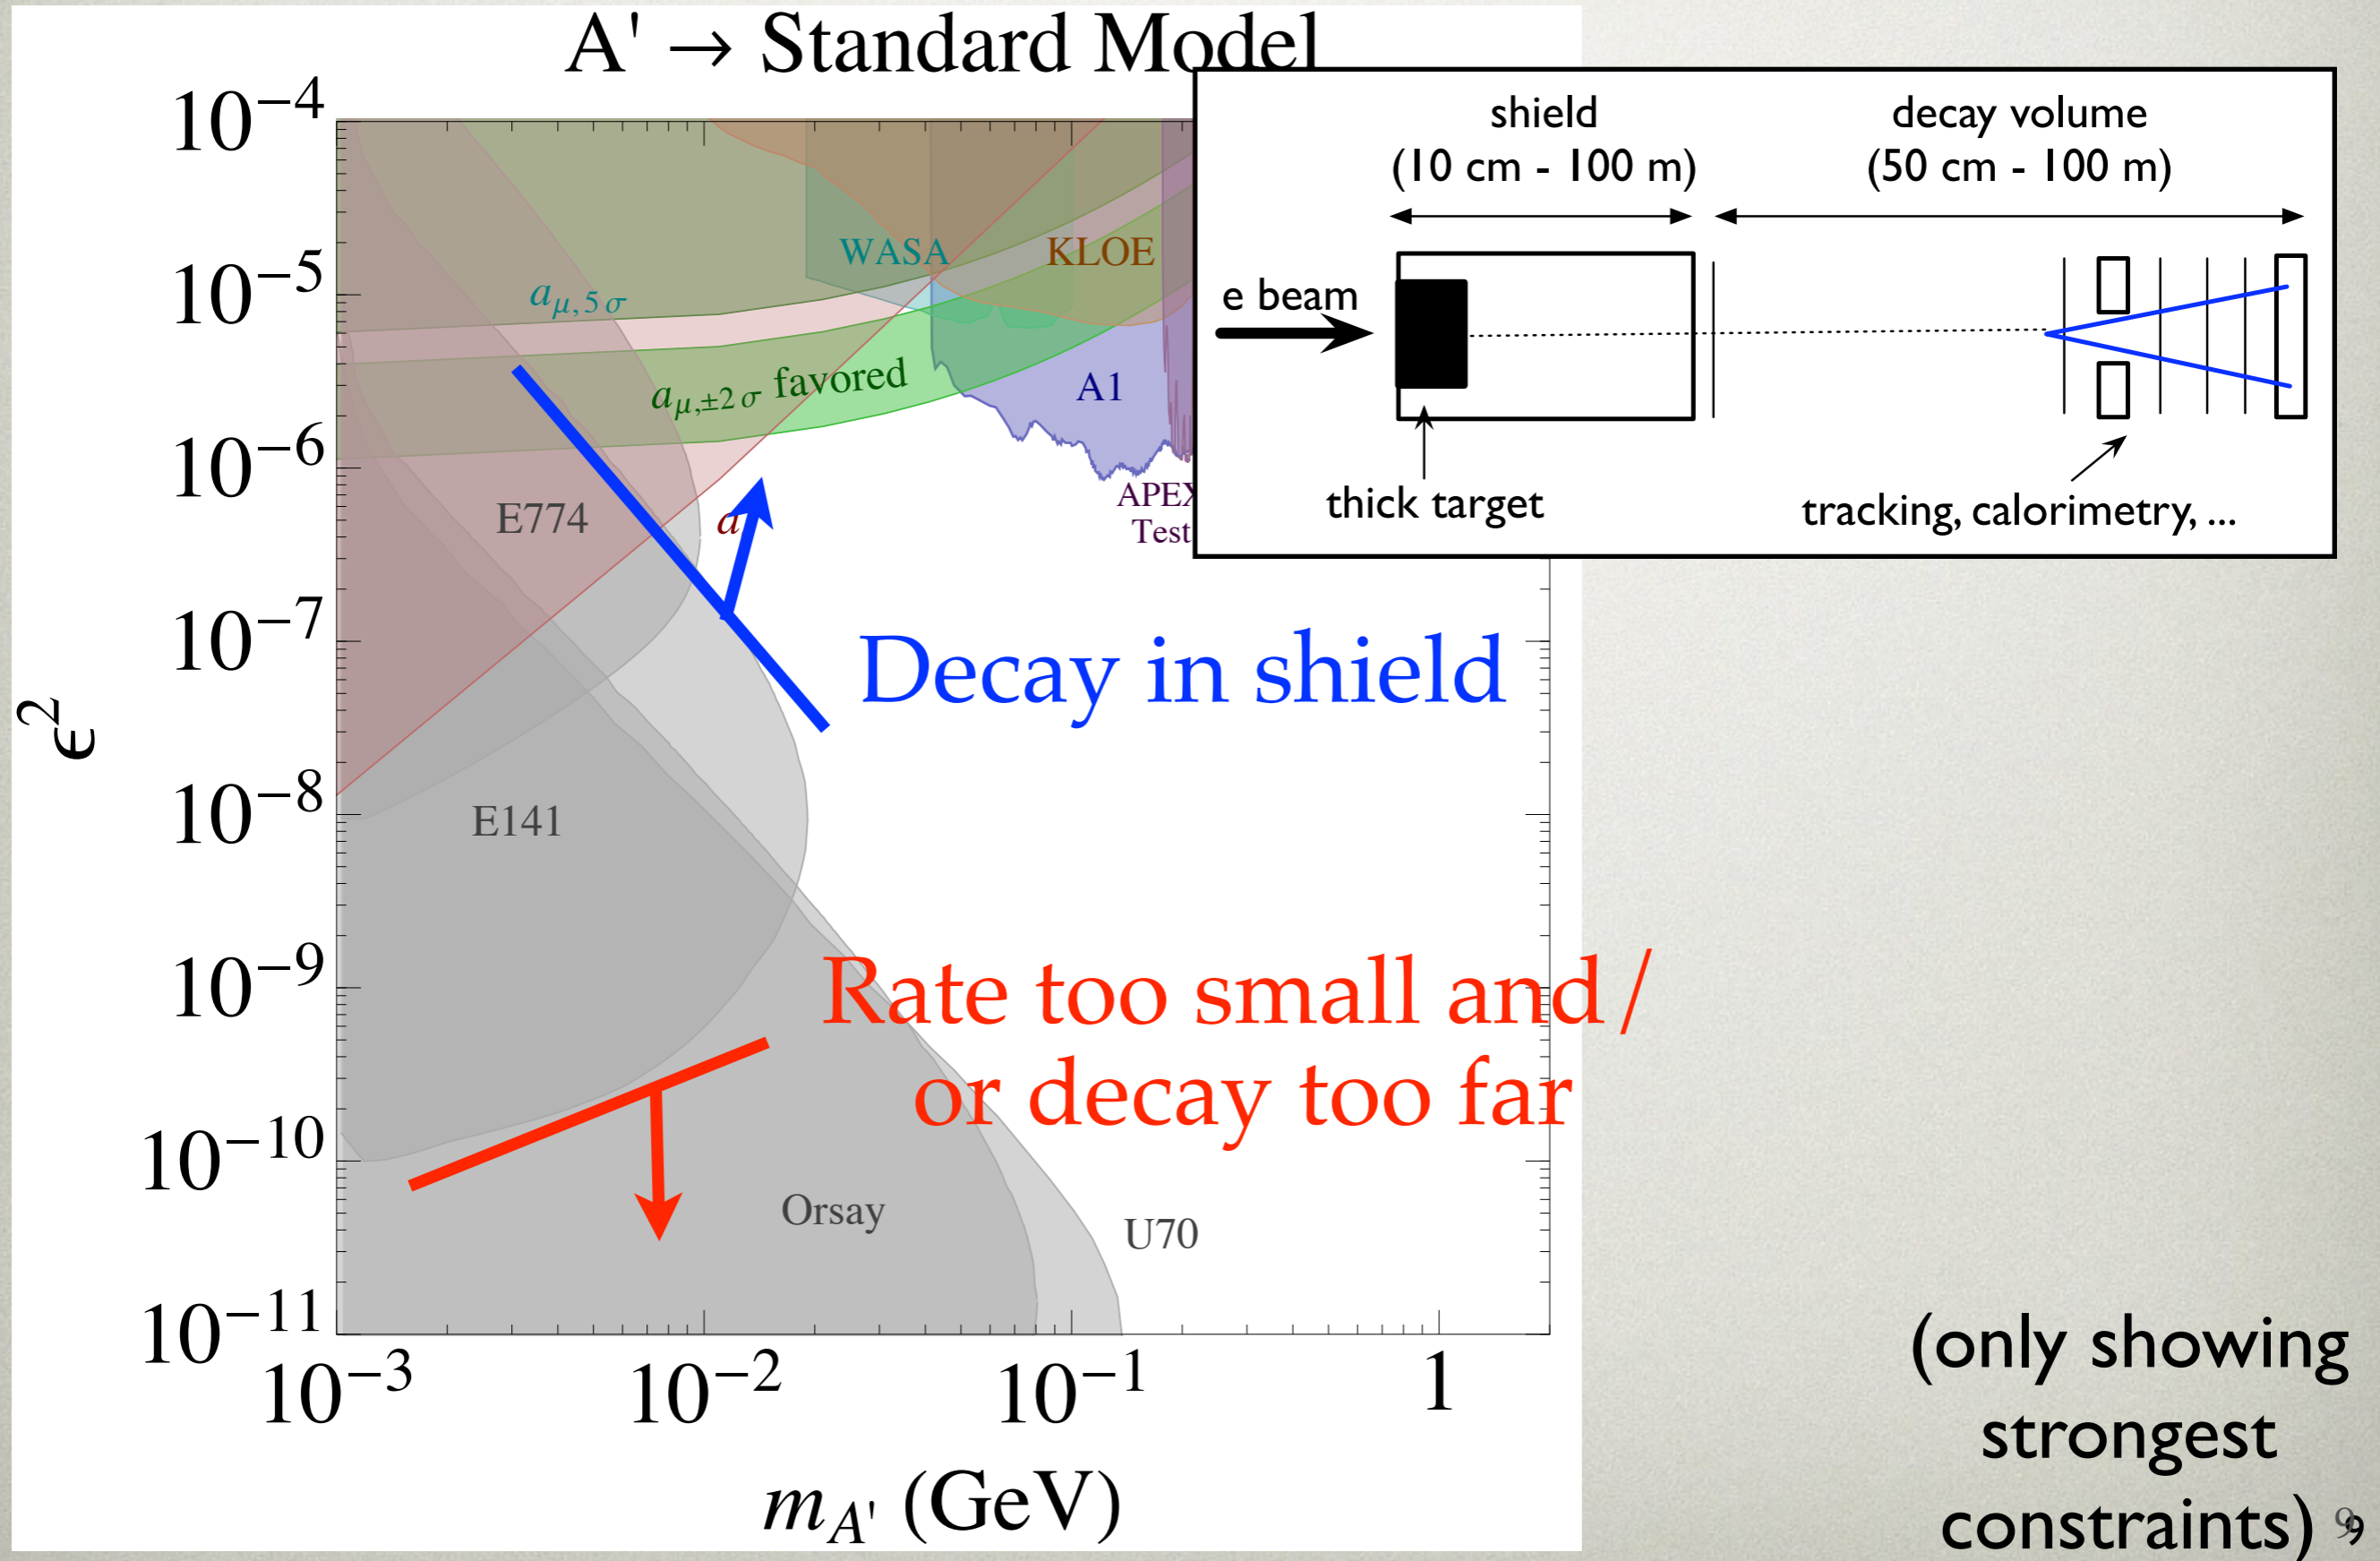 A' → Standard Model
10⁻⁴
10⁻⁵
10⁻⁶
10⁻⁷
10⁻⁸
10⁻⁹
10⁻¹⁰
10⁻¹¹
ϵ²
10⁻³ 10⁻² 10⁻¹ 1
m_A' (GeV)
a_μ,5σ
WASA
KLOE
a_μ,±2σ favored
A1
APEX
Test
E774
a
E141
Orsay
U70
Decay in shield
Rate too small and/
or decay too far
shield
(10 cm - 100 m)
decay volume
(50 cm - 100 m)
e beam
thick target
tracking, calorimetry, ...
(only showing
strongest
constraints)
9